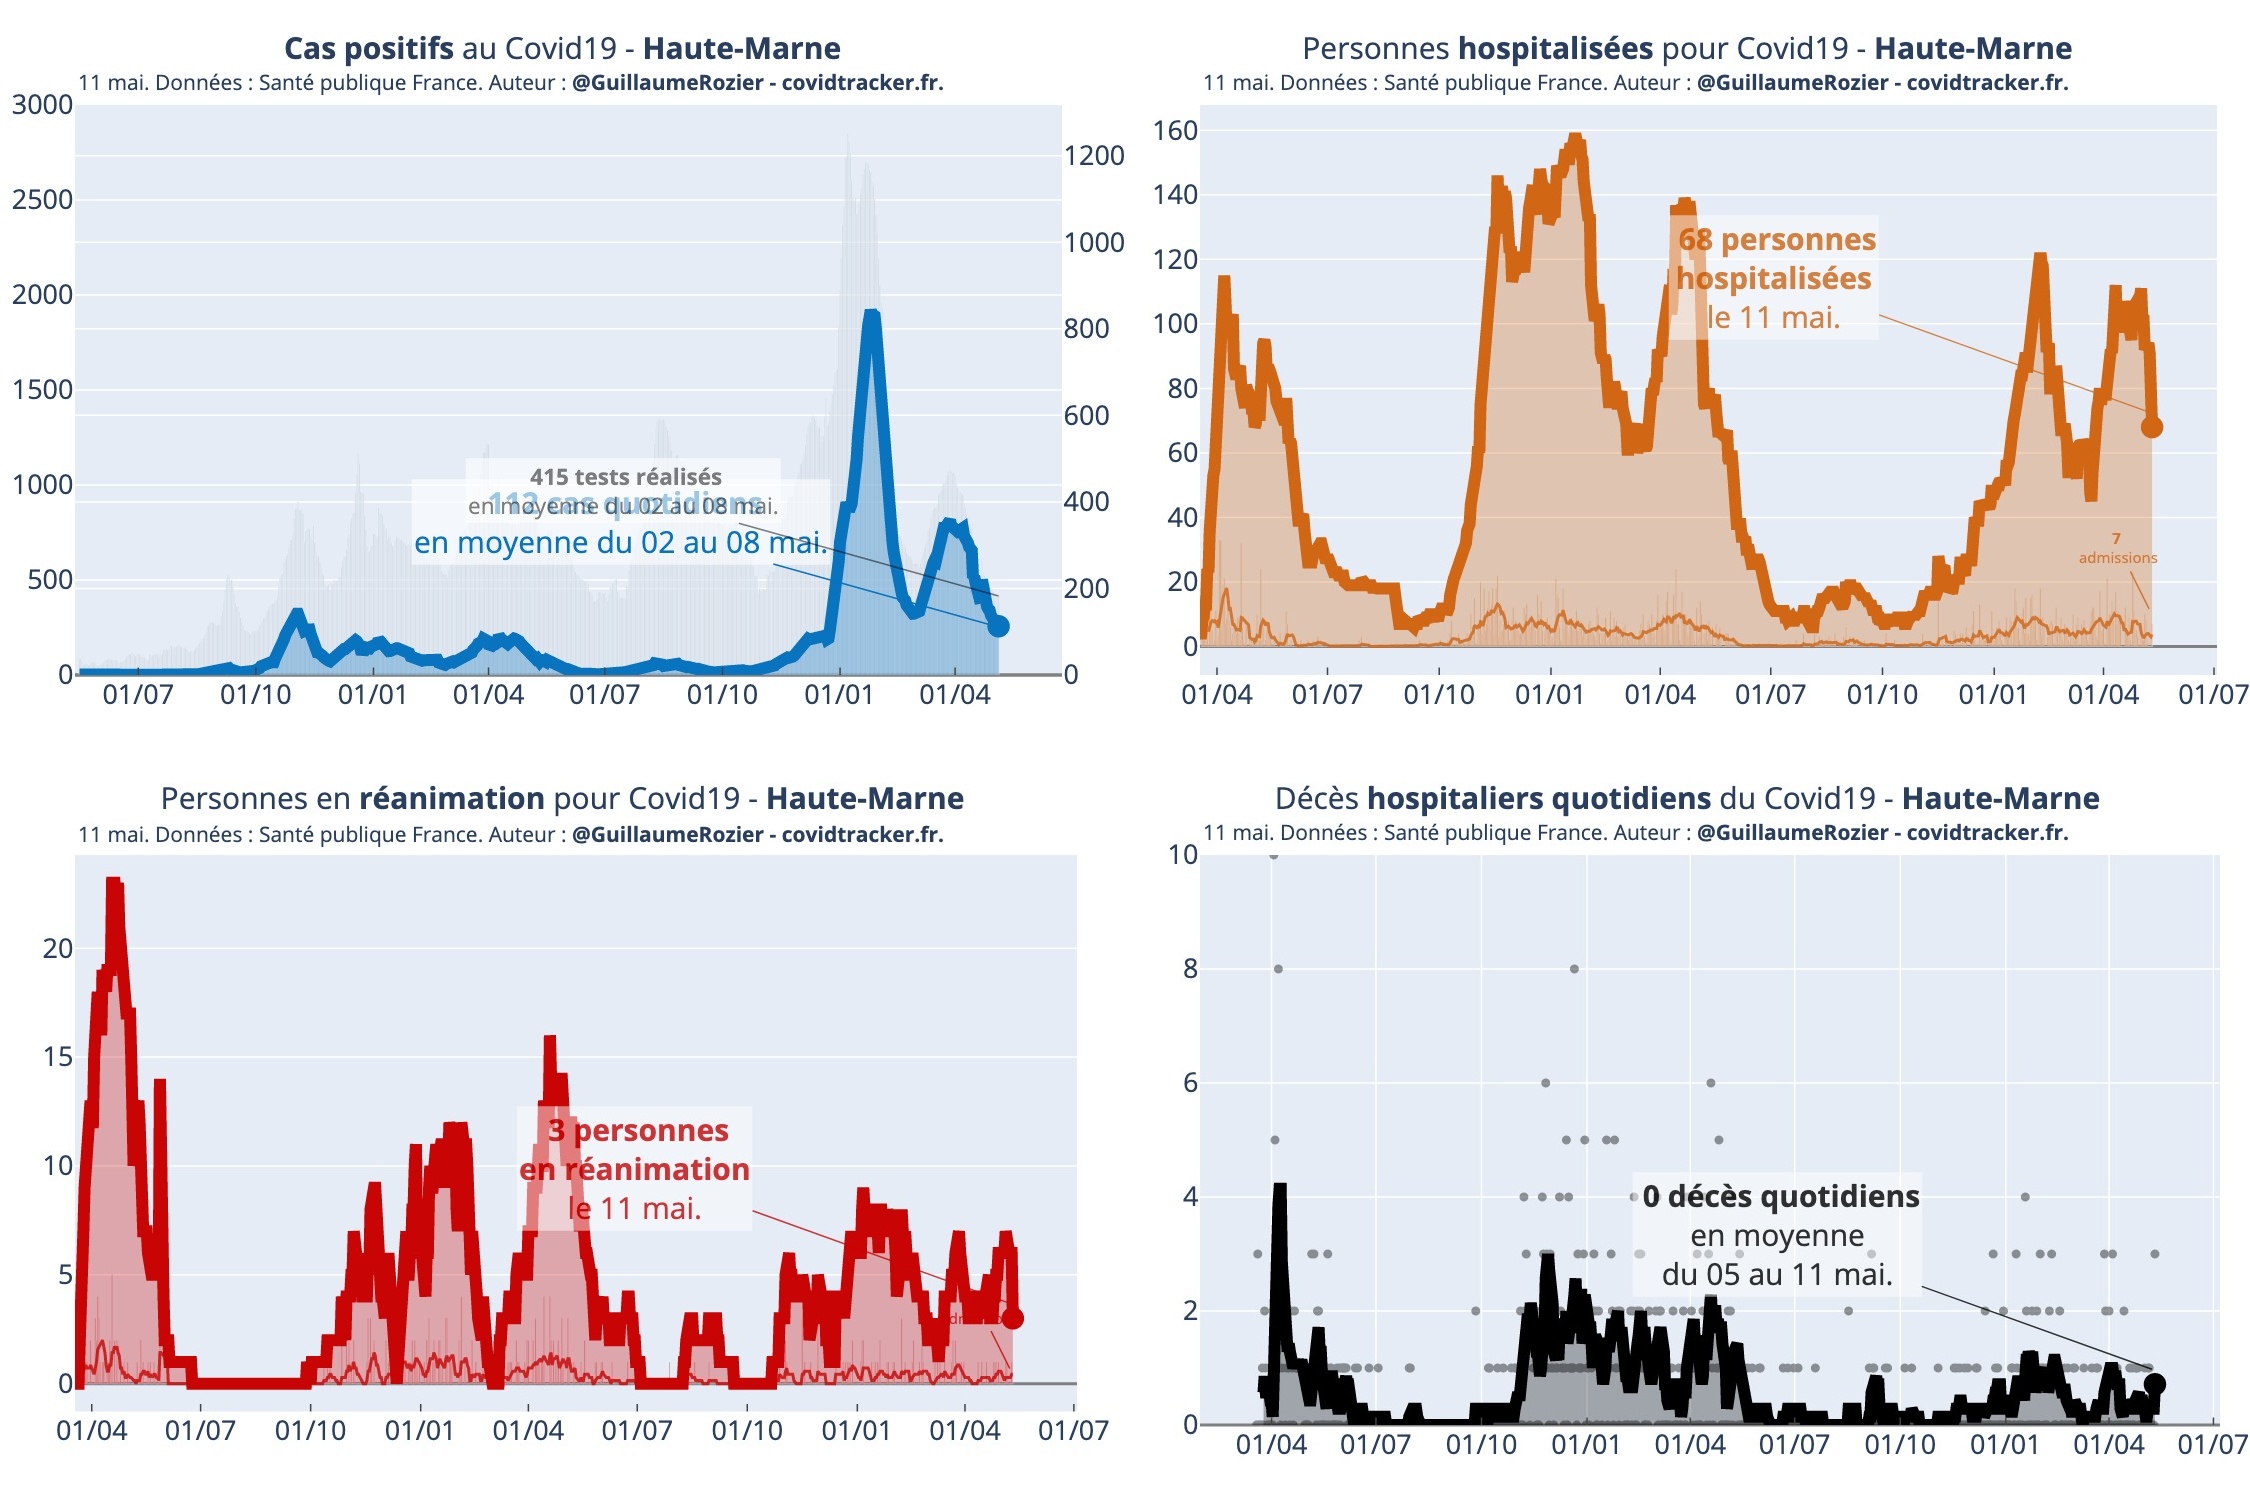 Cas positifs au Covid19 - Haute-Marne
11 mai. Données : Santé publique France. Auteur : @GuillaumeRozier - covidtracker.fr.
3000
2500
2000
1500
1000
500
0
1200
1000
800
600
400
200
0
415 tests réalisés
en moyenne du 02 au 08 mai.
112 cas quotidiens
en moyenne du 02 au 08 mai.
01/07 01/10 01/01 01/04 01/07 01/10 01/01 01/04
Personnes hospitalisées pour Covid19 - Haute-Marne
11 mai. Données : Santé publique France. Auteur : @GuillaumeRozier - covidtracker.fr.
160
140
120
100
80
60
40
20
0
68 personnes
hospitalisées
le 11 mai.
7
admissions
01/04 01/07 01/10 01/01 01/04 01/07 01/10 01/01 01/04 01/07
Personnes en réanimation pour Covid19 - Haute-Marne
11 mai. Données : Santé publique France. Auteur : @GuillaumeRozier - covidtracker.fr.
20
15
10
5
0
3 personnes
en réanimation
le 11 mai.
01/04 01/07 01/10 01/01 01/04 01/07 01/10 01/01 01/04 01/07
Décès hospitaliers quotidiens du Covid19 - Haute-Marne
11 mai. Données : Santé publique France. Auteur : @GuillaumeRozier - covidtracker.fr.
10
8
6
4
2
0
0 décès quotidiens
en moyenne
du 05 au 11 mai.
01/04 01/07 01/10 01/01 01/04 01/07 01/10 01/01 01/04 01/07